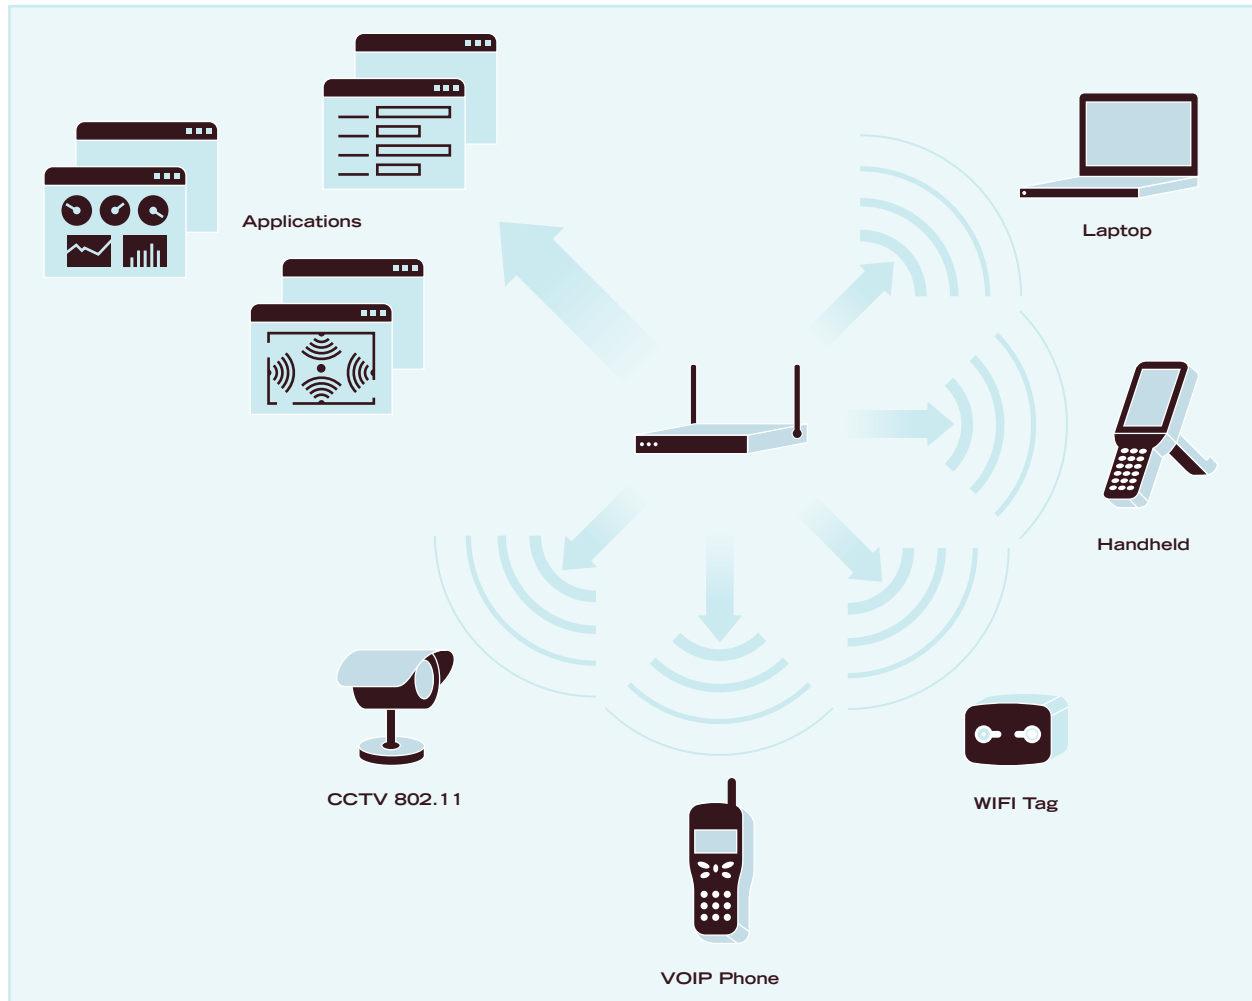 Applications
Laptop
Handheld
CCTV 802.11
WIFI Tag
VOIP Phone